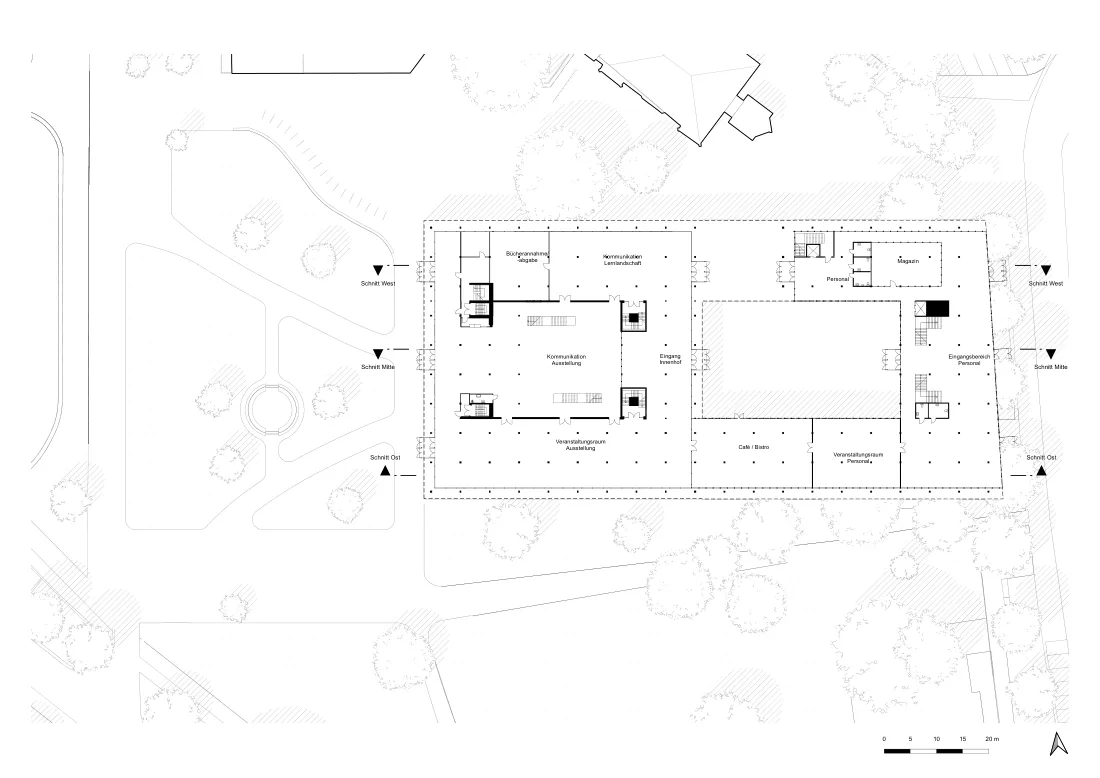 Bücherannahme/
abgabe
Kommunikation
Lernlandschaft
Magazin
Personal
Schnitt West
Schnitt West
Kommunikation
Ausstellung
Eingang
Innenhof
Eingangsbereich
Personal
Schnitt Mitte
Schnitt Mitte
Veranstaltungsraum
Ausstellung
Café / Bistro
Veranstaltungsraum
Personal
Schnitt Ost
Schnitt Ost
0 5 10 15 20 m